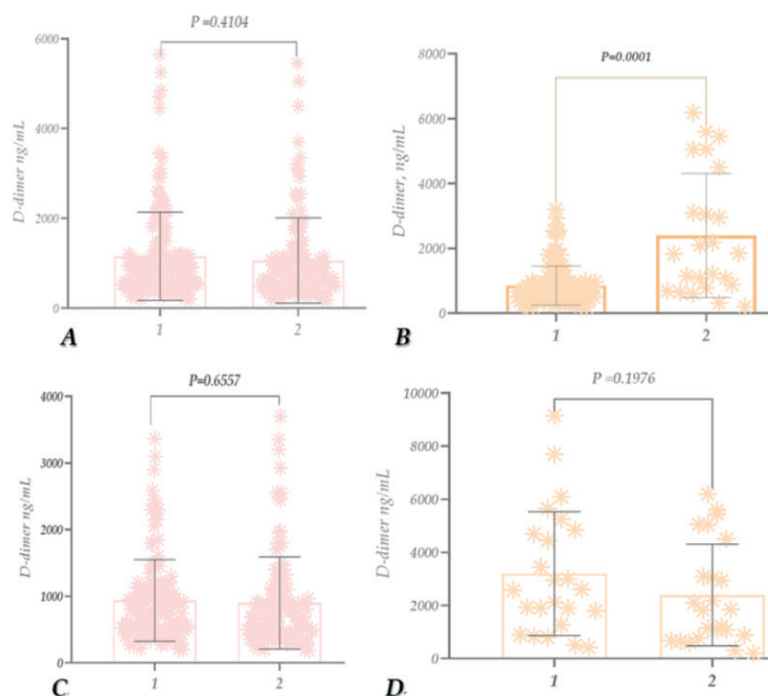 P =0.4104
6000
4000
2000
0
D-dimer ng/mL
1 2
A
P=0.0001
8000
6000
4000
2000
0
D-dimer, ng/mL
1 2
B
P=0.6557
4000
3000
2000
1000
0
D-dimer ng/mL
1 2
C
P =0.1976
10000
8000
6000
4000
2000
0
D-dimer ng/mL
1 2
D.